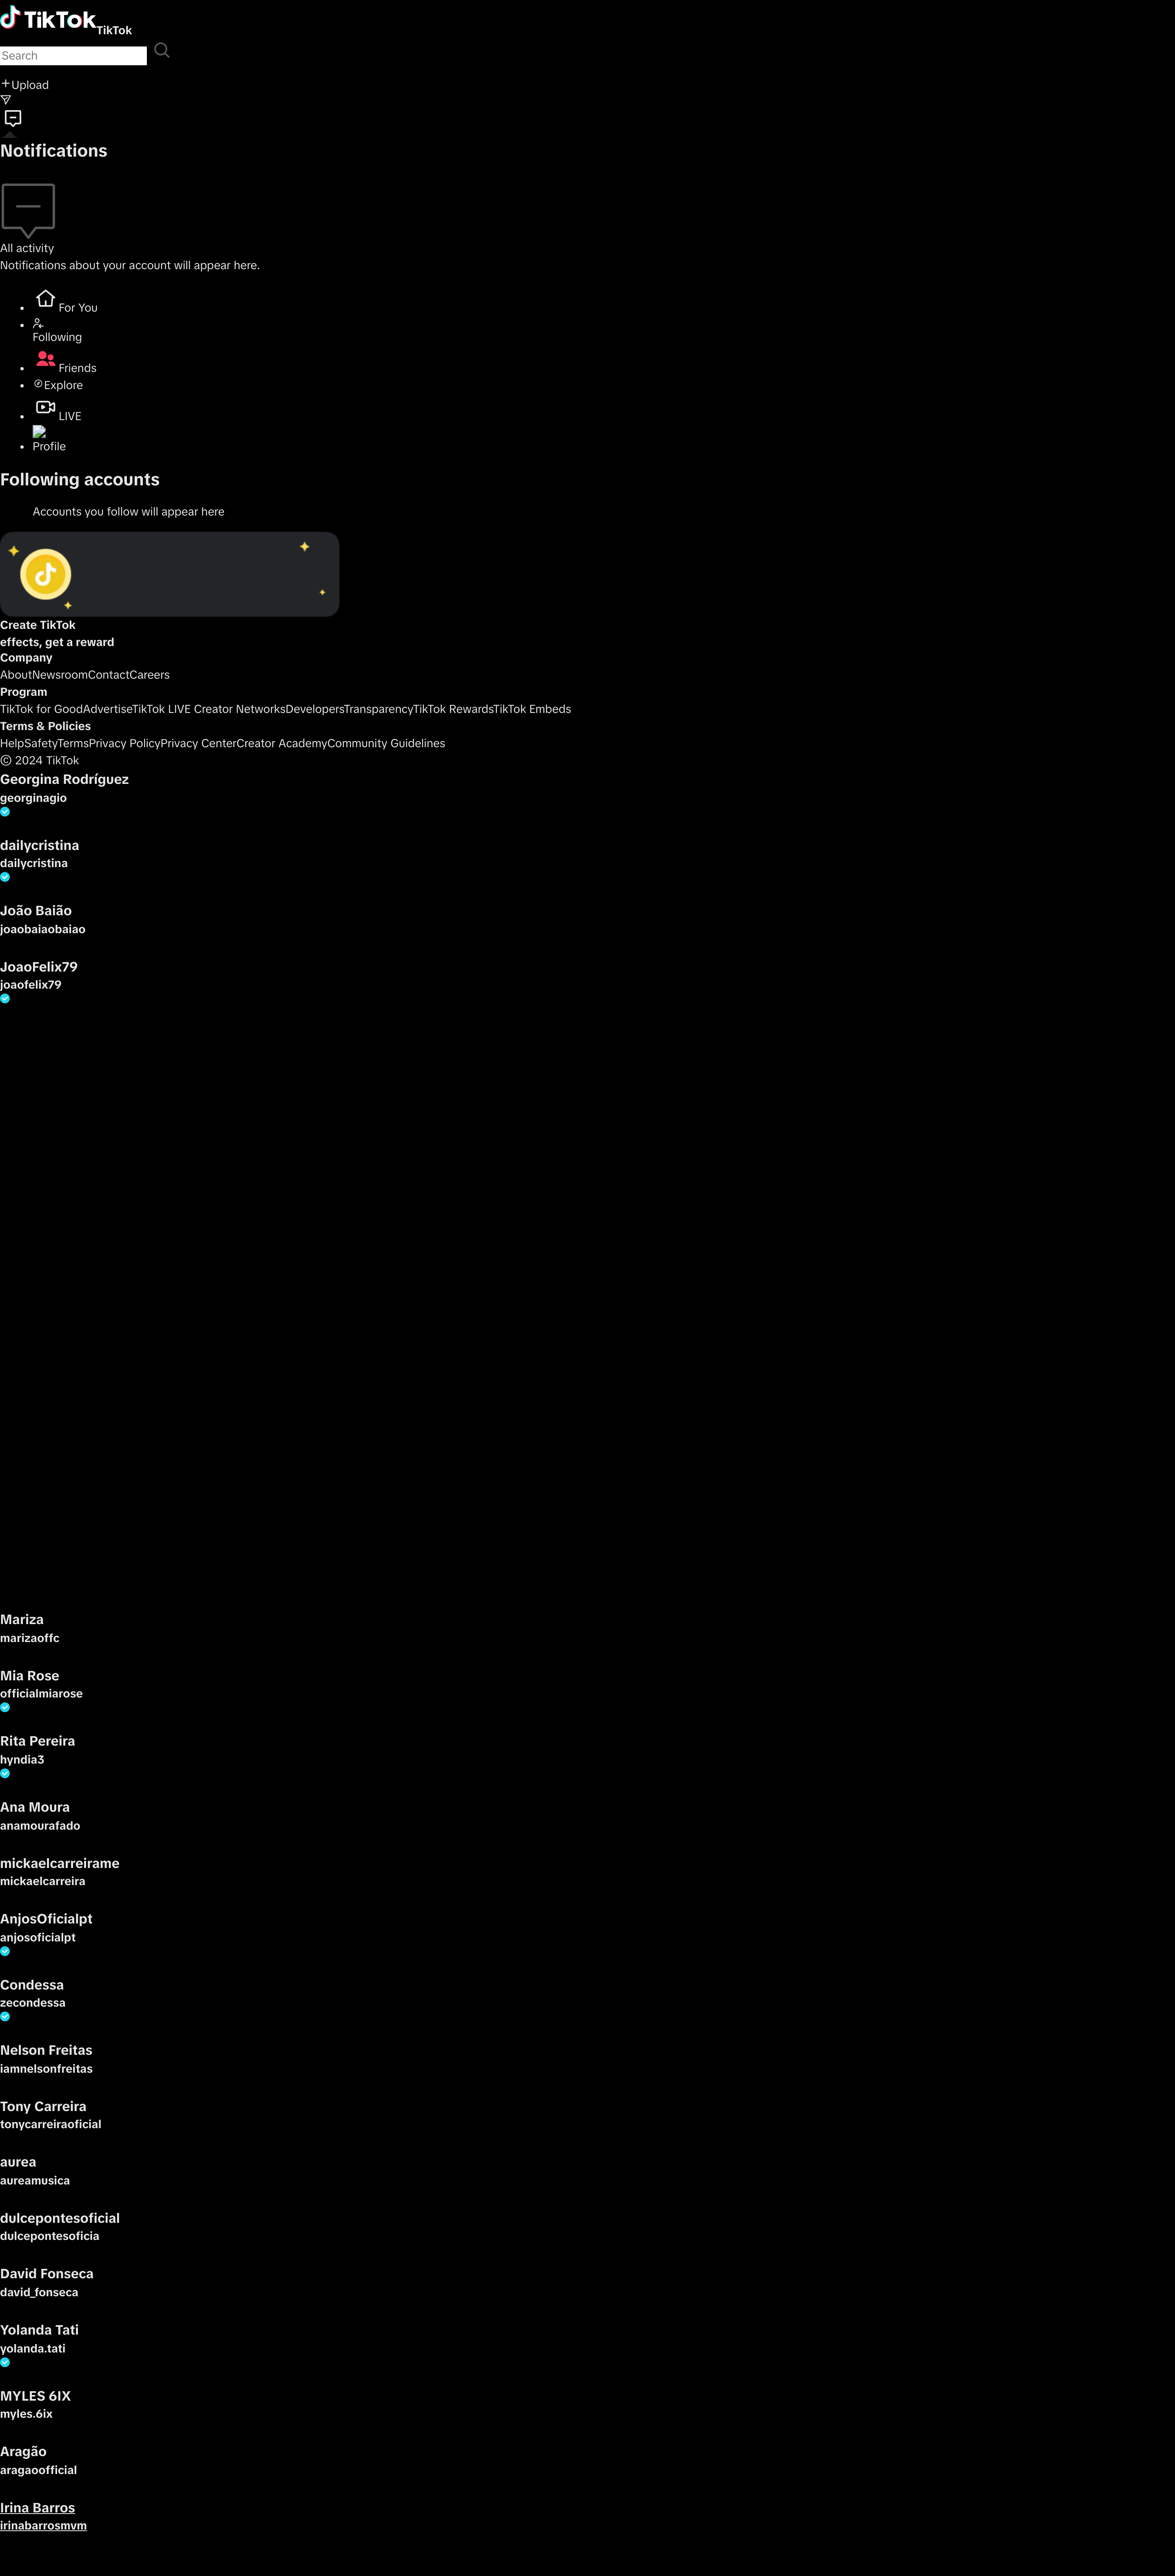 TikTok TikTok
Search
Upload
Notifications
All activity
Notifications about your account will appear here.
For You
Following
Friends
Explore
LIVE
Profile
Following accounts
Accounts you follow will appear here
Create TikTok
effects, get a reward
Company
AboutNewsroomContactCareers
Program
TikTok for GoodAdvertiseTikTok LIVE Creator NetworksDevelopersTransparencyTikTok RewardsTikTok Embeds
Terms & Policies
HelpSafetyTermsPrivacy PolicyPrivacy CenterCreator AcademyCommunity Guidelines
© 2024 TikTok
Georgina Rodríguez
georginagio
dailycristina
dailycristina
João Baião
joaobaiaobaiao
JoaoFelix79
joaofelix79
Mariza
marizaoffc
Mia Rose
officialmiarose
Rita Pereira
hyndia3
Ana Moura
anamourafado
mickaelcarreirame
mickaelcarreira
AnjosOficialpt
anjosoficialpt
Condessa
zecondessa
Nelson Freitas
iamnelsonfreitas
Tony Carreira
tonycarreiraoficial
aurea
aureamusica
dulcepontesoficial
dulcepontesoficia
David Fonseca
david_fonseca
Yolanda Tati
yolanda.tati
MYLES 6IX
myles.6ix
Aragão
aragaoofficial
Irina Barros
irinabarrosmvm